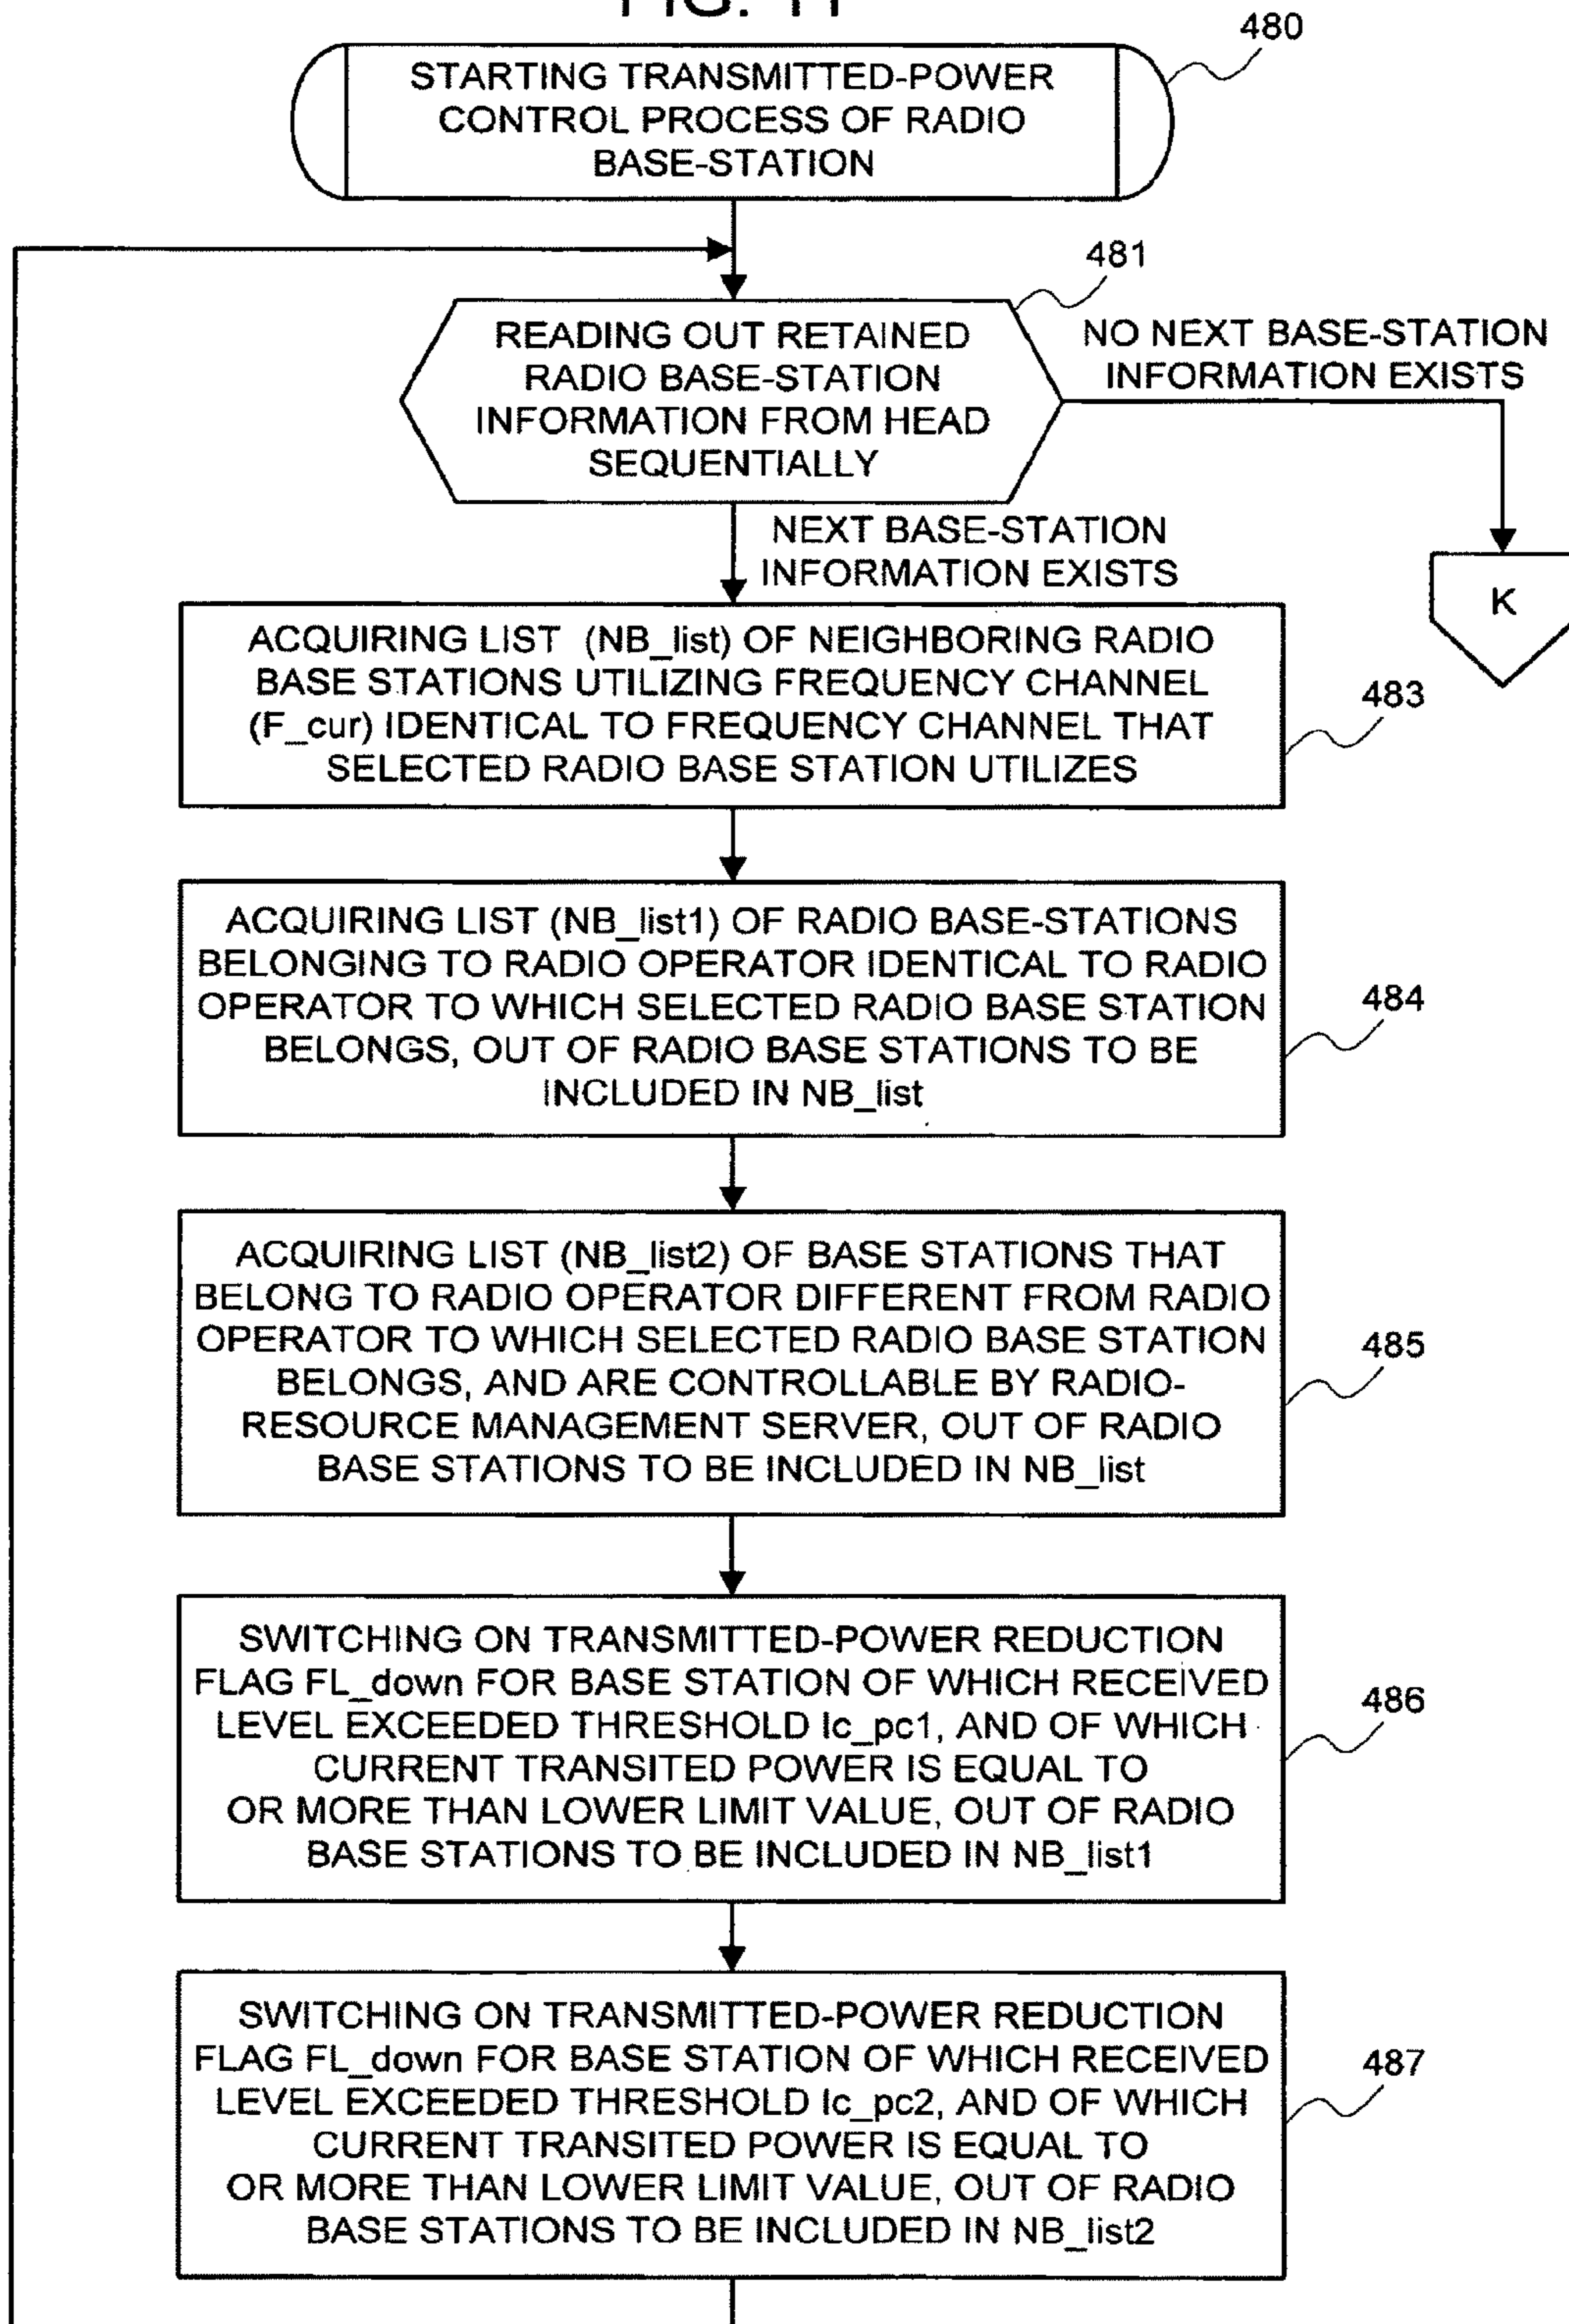 FIG. 11
480
STARTING TRANSMITTED-POWER
CONTROL PROCESS OF RADIO
BASE-STATION
481
READING OUT RETAINED
RADIO BASE-STATION
INFORMATION FROM HEAD
SEQUENTIALLY
NO NEXT BASE-STATION
INFORMATION EXISTS
K
NEXT BASE-STATION
INFORMATION EXISTS
ACQUIRING LIST (NB_list) OF NEIGHBORING RADIO
BASE STATIONS UTILIZING FREQUENCY CHANNEL
(F_cur) IDENTICAL TO FREQUENCY CHANNEL THAT
SELECTED RADIO BASE STATION UTILIZES
483
ACQUIRING LIST (NB_list1) OF RADIO BASE-STATIONS
BELONGING TO RADIO OPERATOR IDENTICAL TO RADIO
OPERATOR TO WHICH SELECTED RADIO BASE STATION
BELONGS, OUT OF RADIO BASE STATIONS TO BE
INCLUDED IN NB_list
484
ACQUIRING LIST (NB_list2) OF BASE STATIONS THAT
BELONG TO RADIO OPERATOR DIFFERENT FROM RADIO
OPERATOR TO WHICH SELECTED RADIO BASE STATION
BELONGS, AND ARE CONTROLLABLE BY RADIO-
RESOURCE MANAGEMENT SERVER, OUT OF RADIO
BASE STATIONS TO BE INCLUDED IN NB_list
485
SWITCHING ON TRANSMITTED-POWER REDUCTION
FLAG FL_down FOR BASE STATION OF WHICH RECEIVED
LEVEL EXCEEDED THRESHOLD Ic_pc1, AND OF WHICH
CURRENT TRANSITED POWER IS EQUAL TO
OR MORE THAN LOWER LIMIT VALUE, OUT OF RADIO
BASE STATIONS TO BE INCLUDED IN NB_list1
486
SWITCHING ON TRANSMITTED-POWER REDUCTION
FLAG FL_down FOR BASE STATION OF WHICH RECEIVED
LEVEL EXCEEDED THRESHOLD Ic_pc2, AND OF WHICH
CURRENT TRANSITED POWER IS EQUAL TO
OR MORE THAN LOWER LIMIT VALUE, OUT OF RADIO
BASE STATIONS TO BE INCLUDED IN NB_list2
487